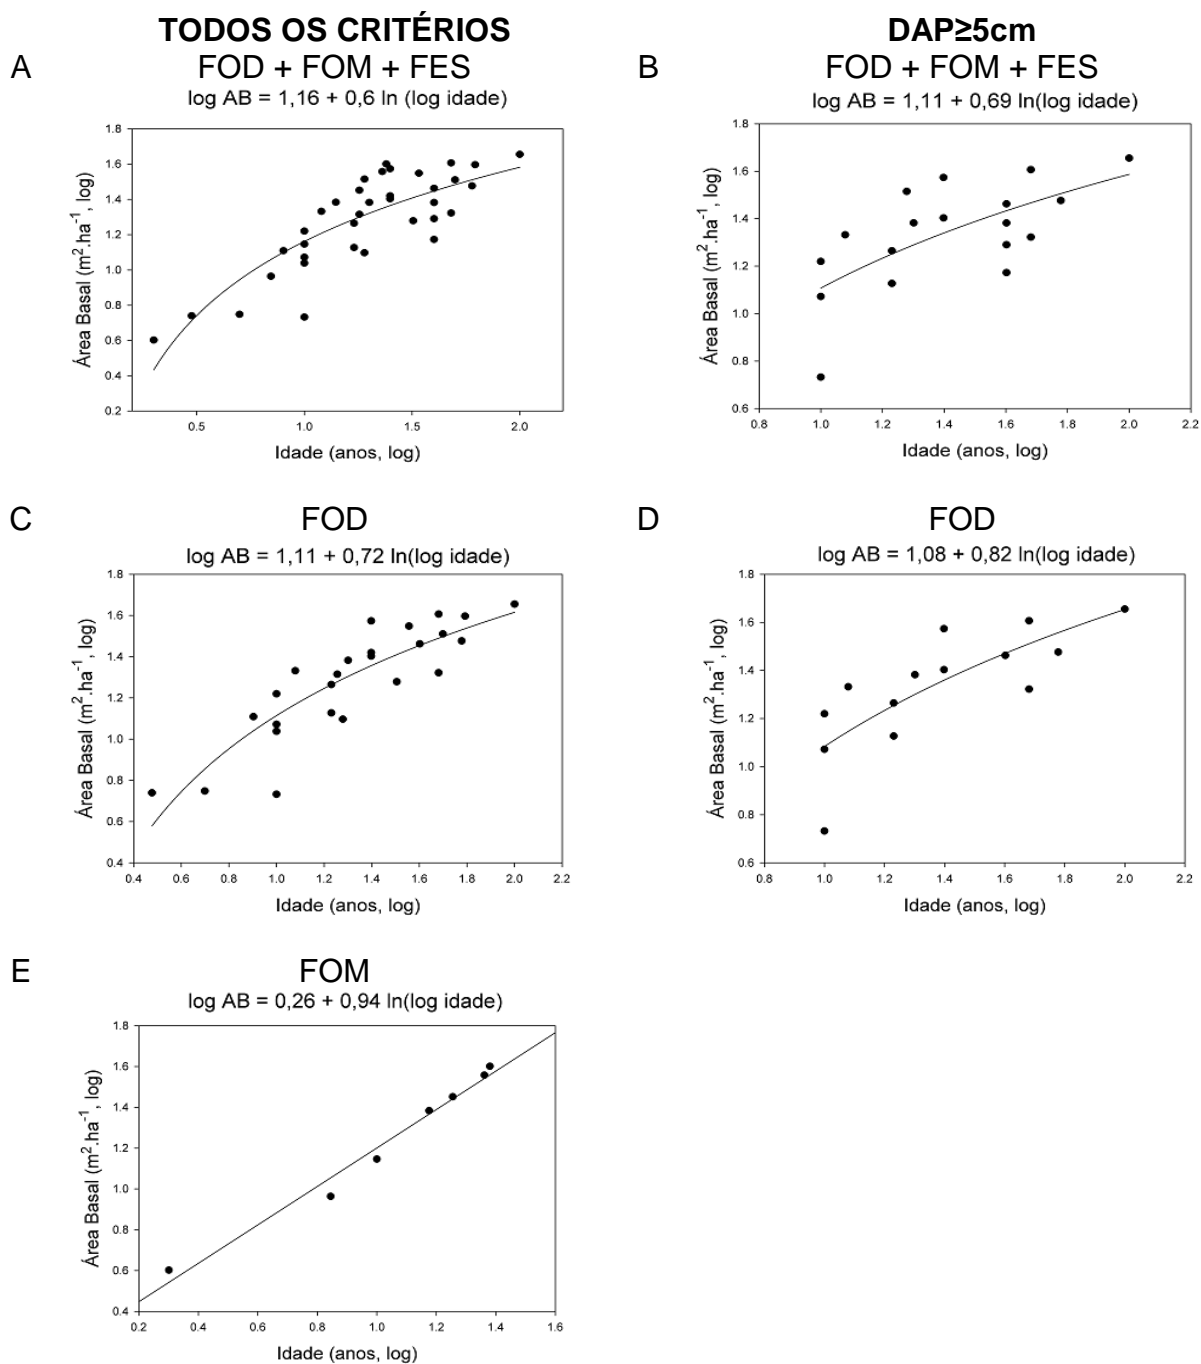 TODOS OS CRITÉRIOS
DAP≥5cm
A
FOD + FOM + FES
log AB = 1,16 + 0,6 ln (log idade)
1.8
1.6
1.4
1.2
1.0
0.8
0.6
0.4
0.2
Área Basal (m².ha⁻¹, log)
0.5
1.0
1.5
2.0
Idade (anos, log)
B
FOD + FOM + FES
log AB = 1,11 + 0,69 ln(log idade)
1.8
1.6
1.4
1.2
1.0
0.8
0.6
Área Basal (m².ha⁻¹, log)
0.8
1.0
1.2
1.4
1.6
1.8
2.0
2.2
Idade (anos, log)
C
FOD
log AB = 1,11 + 0,72 ln(log idade)
1.8
1.6
1.4
1.2
1.0
0.8
0.6
0.4
Área Basal (m².ha⁻¹, log)
0.4
0.6
0.8
1.0
1.2
1.4
1.6
1.8
2.0
2.2
Idade (anos, log)
D
FOD
log AB = 1,08 + 0,82 ln(log idade)
1.8
1.6
1.4
1.2
1.0
0.8
0.6
Área Basal (m².ha⁻¹, log)
0.8
1.0
1.2
1.4
1.6
1.8
2.0
2.2
Idade (anos, log)
E
FOM
log AB = 0,26 + 0,94 ln(log idade)
1.8
1.6
1.4
1.2
1.0
0.8
0.6
0.4
Área Basal (m².ha⁻¹, log)
0.2
0.4
0.6
0.8
1.0
1.2
1.4
1.6
Idade (anos, log)